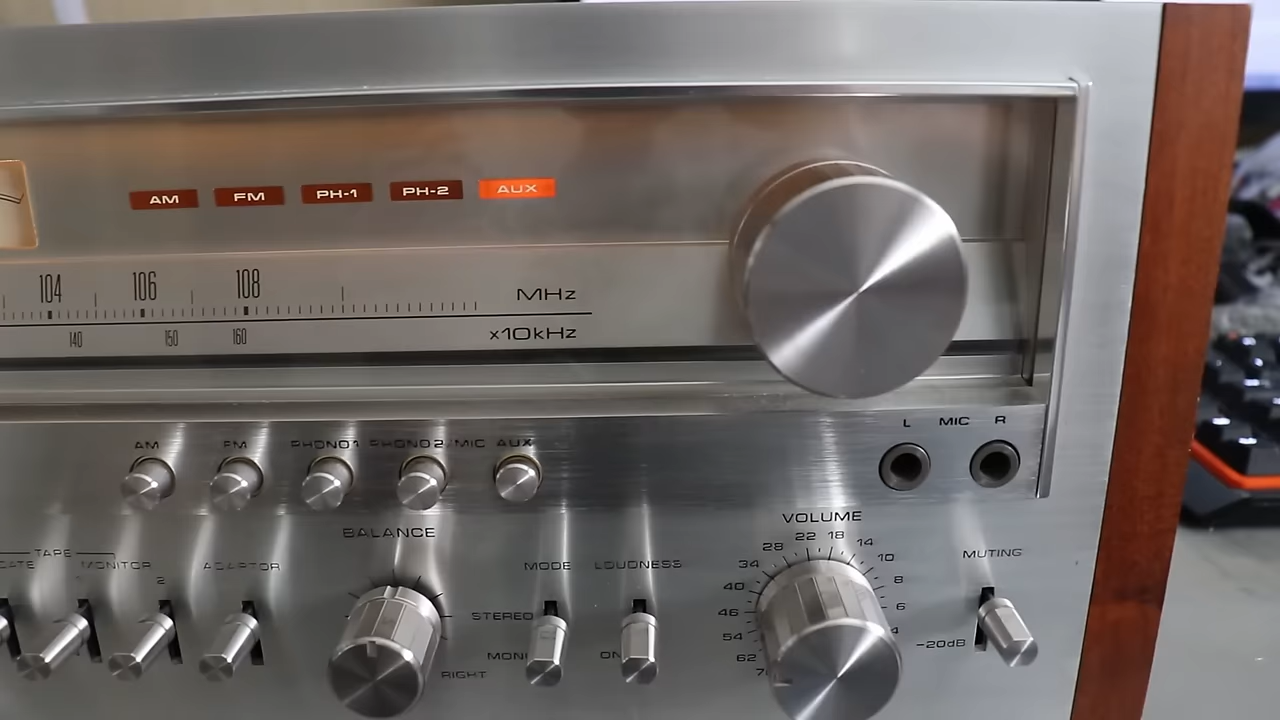 AM FM PH-1 PH-2 AUX
104 106 108 MHz
140 150 160 x10kHz
AM FM PHONO1 PHONO2/MIC AUX
L MIC R
TAPE
MONITOR
2
ADAPTOR
BALANCE
RIGHT
MODE
STEREO
LOUDNESS
ON
VOLUME
22 18
28 14
34 10
40 8
46 6
54 4
62
MUTING
-20dB